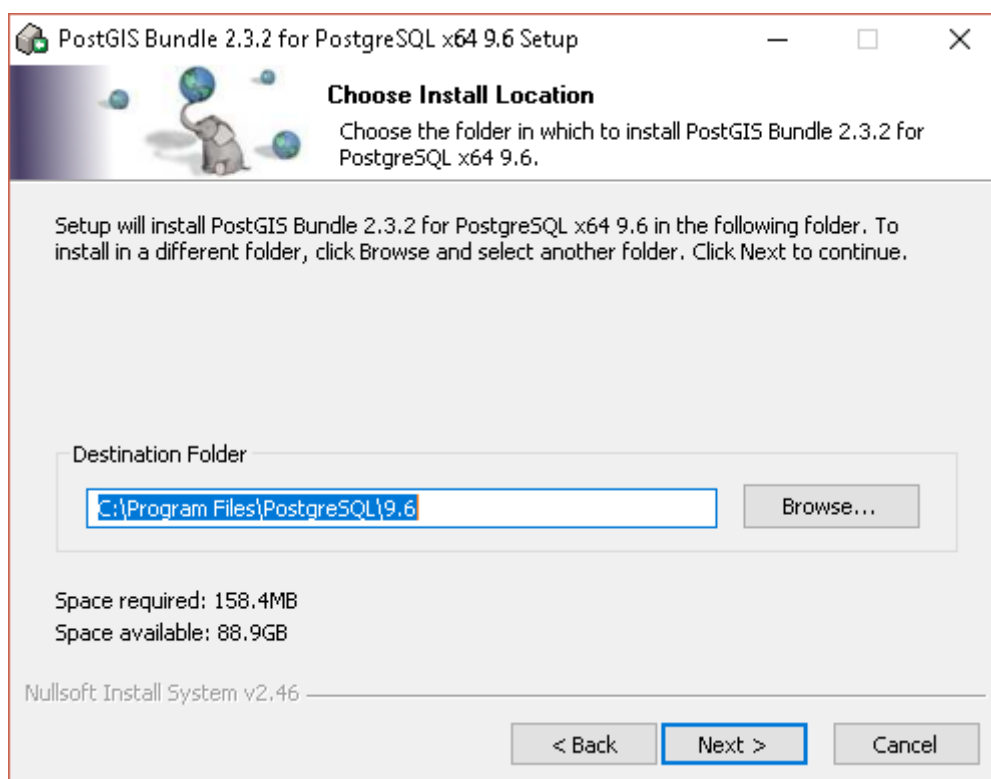 PostGIS Bundle 2.3.2 for PostgreSQL x64 9.6 Setup
Choose Install Location
Choose the folder in which to install PostGIS Bundle 2.3.2 for
PostgreSQL x64 9.6.
Setup will install PostGIS Bundle 2.3.2 for PostgreSQL x64 9.6 in the following folder. To
install in a different folder, click Browse and select another folder. Click Next to continue.
Destination Folder
C:\Program Files\PostgreSQL\9.6
Browse...
Space required: 158.4MB
Space available: 88.9GB
Nullsoft Install System v2.46
< Back
Next >
Cancel